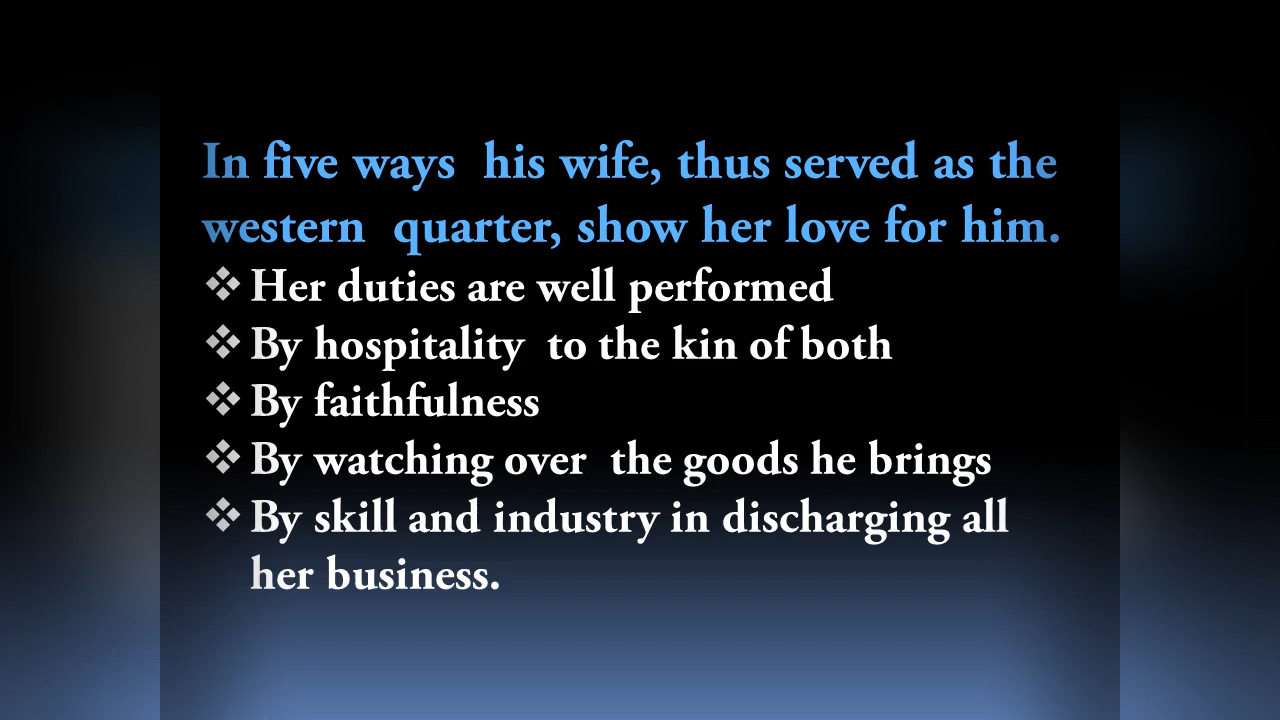 In five ways  his wife, thus served as the
western  quarter, show her love for him.
❖ Her duties are well performed
❖ By hospitality  to the kin of both
❖ By faithfulness
❖ By watching over  the goods he brings
❖ By skill and industry in discharging all
her business.